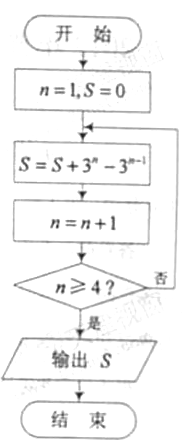 开 始
n=1,S=0
S=S+3ⁿ-3ⁿ⁻¹
n=n+1
n≥4?
否
是
输出 S
结 束